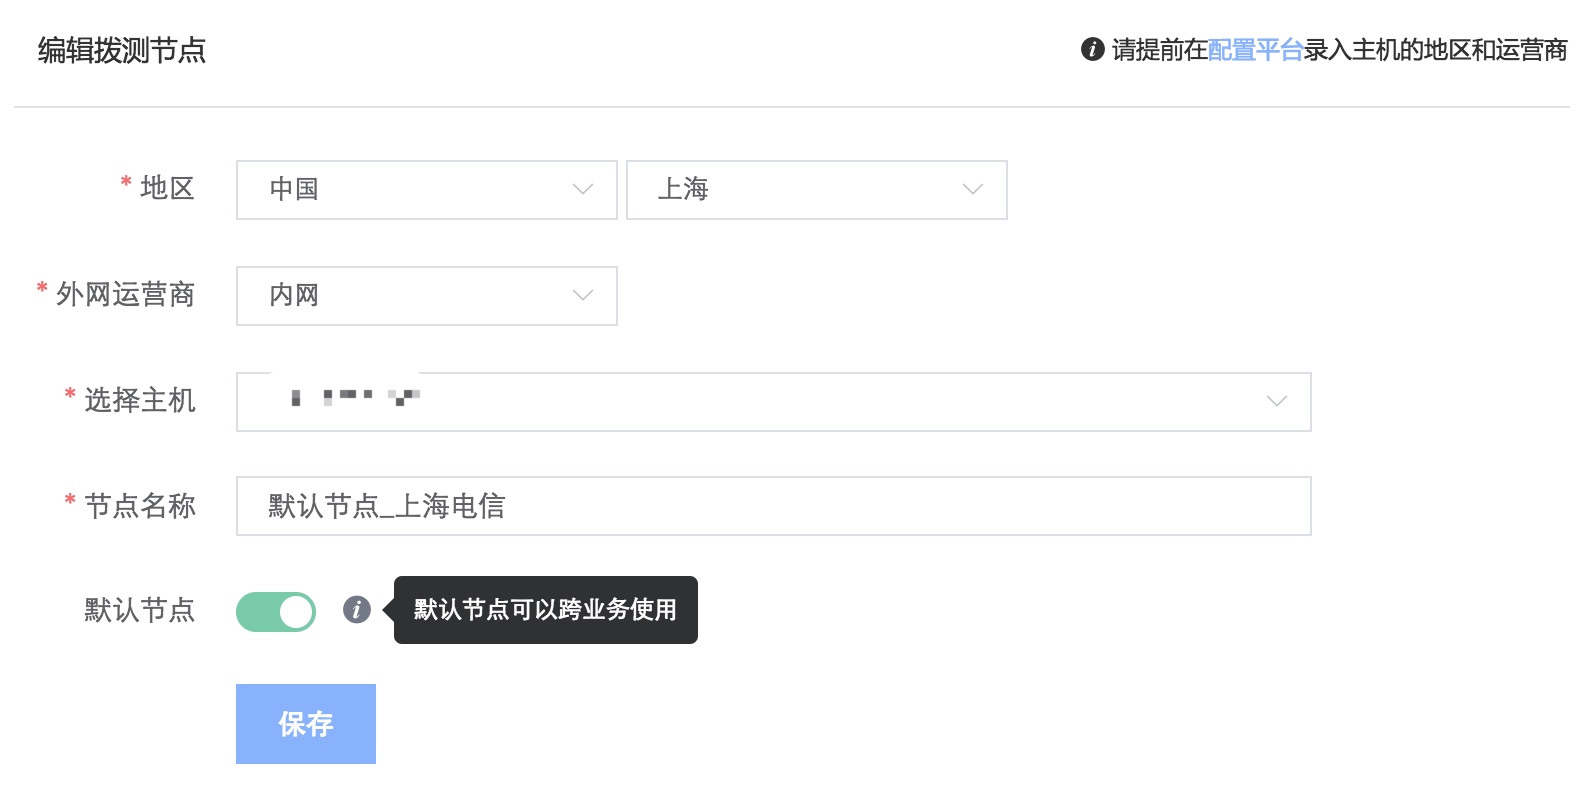 编辑拨测节点
请提前在配置平台录入主机的地区和运营商
* 地区 中国 上海
* 外网运营商 内网
* 选择主机
* 节点名称 默认节点_上海电信
默认节点 默认节点可以跨业务使用
保存